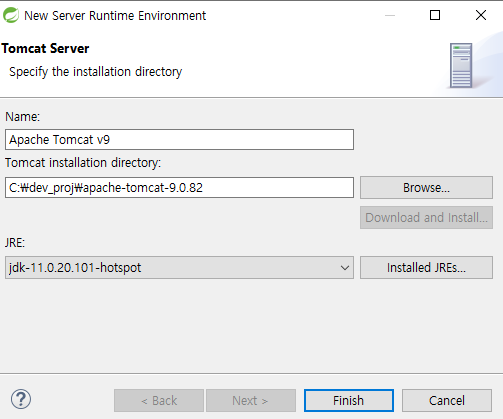 New Server Runtime Environment
Tomcat Server
Specify the installation directory
Name:
Apache Tomcat v9
Tomcat installation directory:
C:₩dev_proj₩apache-tomcat-9.0.82
Browse...
Download and Install...
JRE:
jdk-11.0.20.101-hotspot
Installed JREs...
< Back
Next >
Finish
Cancel